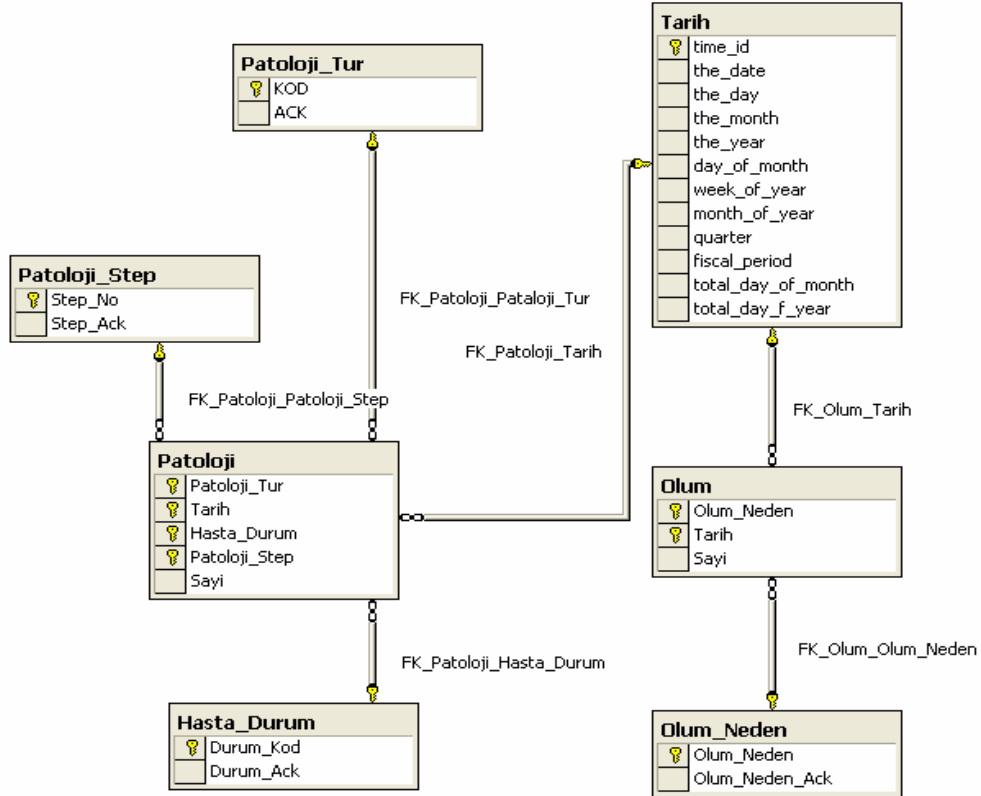 Patoloji_Tur
KOD
ACK
Tarih
time_id
the_date
the_day
the_month
the_year
day_of_month
week_of_year
month_of_year
quarter
fiscal_period
total_day_of_month
total_day_f_year
Patoloji_Step
Step_No
Step_Ack
FK_Patoloji_Pataloji_Tur
FK_Patoloji_Tarih
FK_Patoloji_Patoloji_Step
FK_Olum_Tarih
Patoloji
Patoloji_Tur
Tarih
Hasta_Durum
Patoloji_Step
Sayi
Olum
Olum_Neden
Tarih
Sayi
FK_Patoloji_Hasta_Durum
FK_Olum_Olum_Neden
Hasta_Durum
Durum_Kod
Durum_Ack
Olum_Neden
Olum_Neden
Olum_Neden_Ack